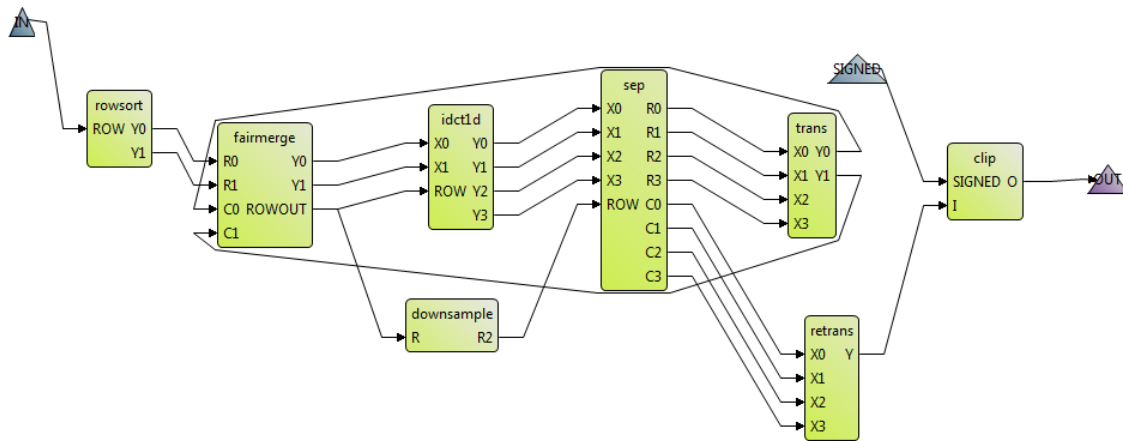 IN
rowsort
ROW Y0
Y1
fairmerge
R0 Y0
R1 Y1
C0 ROWOUT
C1
idct1d
X0 Y0
X1 Y1
ROW Y2
Y3
downsample
R R2
sep
X0 R0
X1 R1
X2 R2
X3 R3
ROW C0
C1
C2
C3
trans
X0 Y0
X1 Y1
X2
X3
retrans
X0 Y
X1
X2
X3
SIGNED
clip
SIGNED O
I
OUT